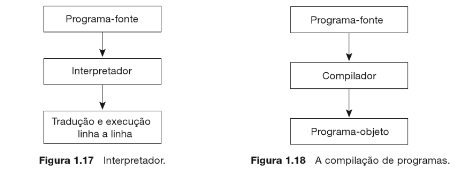 Programa-fonte
Interpretador
Tradução e execução
linha a linha
Figura 1.17 Interpretador.
Programa-fonte
Compilador
Programa-objeto
Figura 1.18 A compilação de programas.